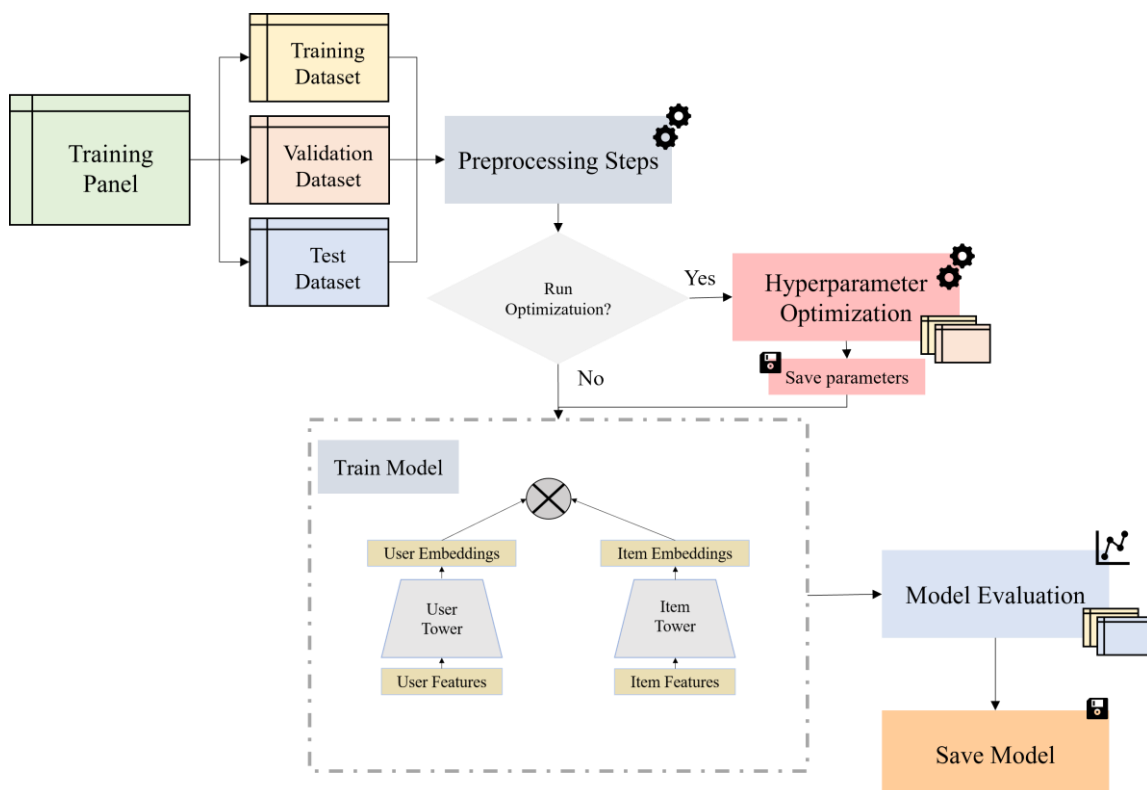 Training
Dataset
Training
Panel
Validation
Dataset
Preprocessing Steps
Test
Dataset
Run
Optimizatuion?
Yes
Hyperparameter
Optimization
No
Save parameters
Train Model
User Embeddings
Item Embeddings
User
Tower
Item
Tower
User Features
Item Features
Model Evaluation
Save Model